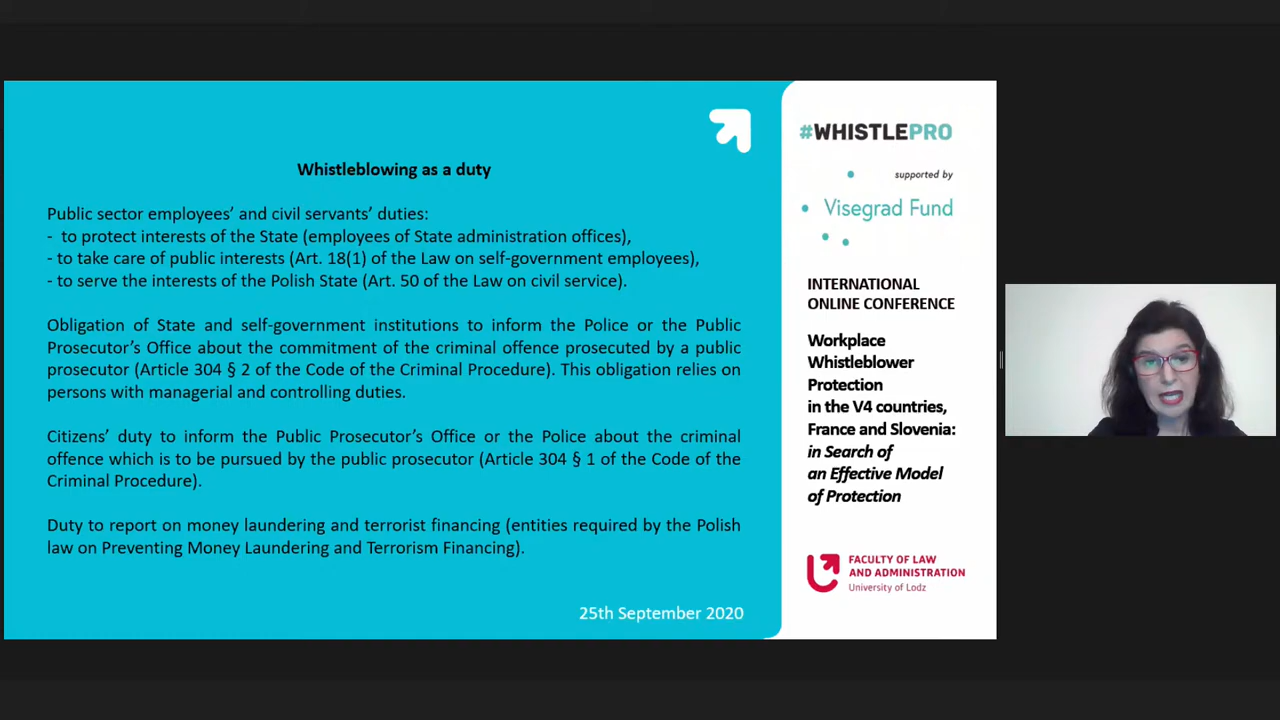 Whistleblowing as a duty
Public sector employees’ and civil servants’ duties:
- to protect interests of the State (employees of State administration offices),
- to take care of public interests (Art. 18(1) of the Law on self-government employees),
- to serve the interests of the Polish State (Art. 50 of the Law on civil service).
Obligation of State and self-government institutions to inform the Police or the Public
Prosecutor’s Office about the commitment of the criminal offence prosecuted by a public
prosecutor (Article 304 § 2 of the Code of the Criminal Procedure). This obligation relies on
persons with managerial and controlling duties.
Citizens’ duty to inform the Public Prosecutor’s Office or the Police about the criminal
offence which is to be pursued by the public prosecutor (Article 304 § 1 of the Code of the
Criminal Procedure).
Duty to report on money laundering and terrorist financing (entities required by the Polish
law on Preventing Money Laundering and Terrorism Financing).
25th September 2020
#WHISTLEPRO
supported by
Visegrad Fund
INTERNATIONAL
ONLINE CONFERENCE
Workplace
Whistleblower
Protection
in the V4 countries,
France and Slovenia:
in Search of
an Effective Model
of Protection
FACULTY OF LAW
AND ADMINISTRATION
University of Lodz